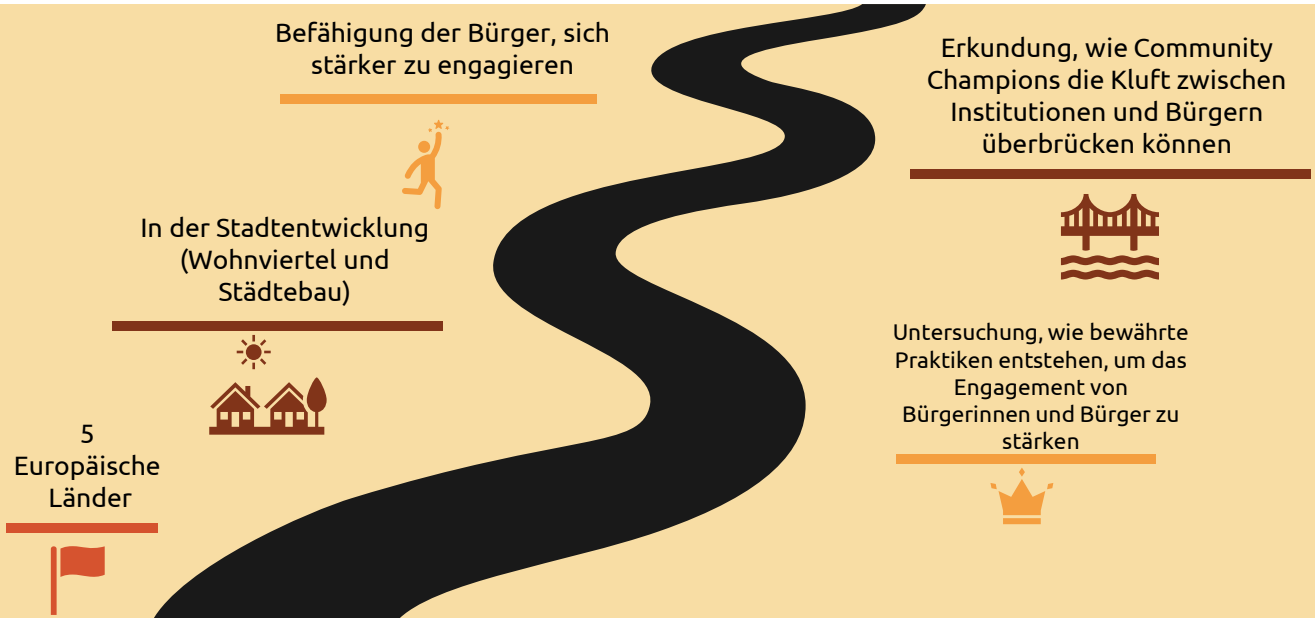 Befähigung der Bürger, sich
stärker zu engagieren
Erkundung, wie Community
Champions die Kluft zwischen
Institutionen und Bürgern
überbrücken können
In der Stadtentwicklung
(Wohnviertel und
Städtebau)
Untersuchung, wie bewährte
Praktiken entstehen, um das
Engagement von
Bürgerinnen und Bürger zu
stärken
5
Europäische
Länder